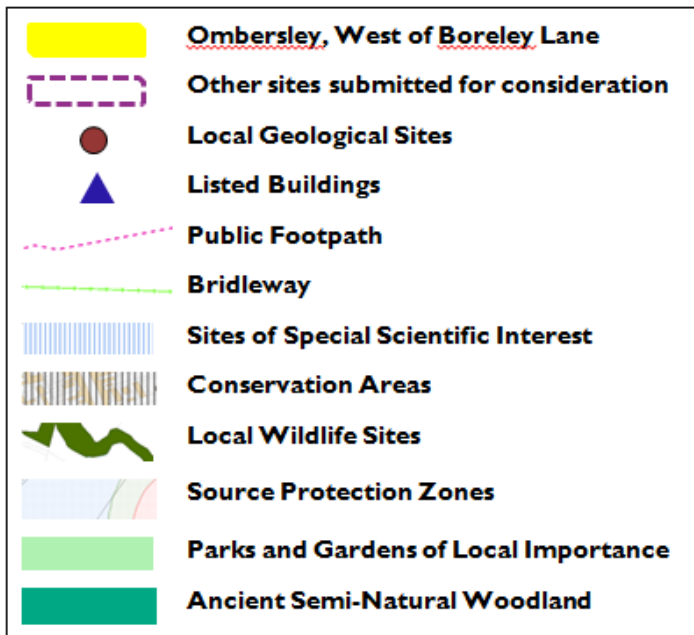 Ombersley, West of Boreley Lane
Other sites submitted for consideration
Local Geological Sites
Listed Buildings
Public Footpath
Bridleway
Sites of Special Scientific Interest
Conservation Areas
Local Wildlife Sites
Source Protection Zones
Parks and Gardens of Local Importance
Ancient Semi-Natural Woodland